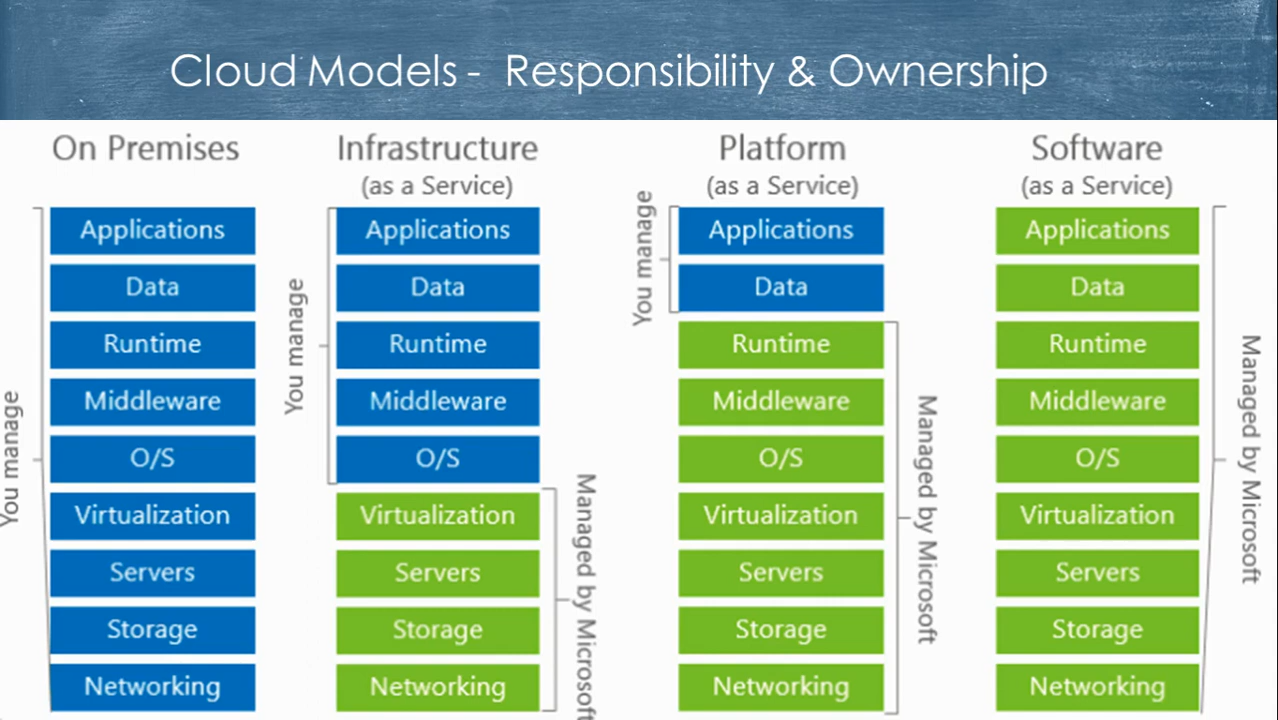 Cloud Models - Responsibility & Ownership
On Premises
Applications
Data
Runtime
Middleware
O/S
Virtualization
Servers
Storage
Networking
You manage
Infrastructure
(as a Service)
Applications
Data
Runtime
Middleware
O/S
Virtualization
Servers
Storage
Networking
You manage
Managed by Microsoft
Platform
(as a Service)
Applications
Data
Runtime
Middleware
O/S
Virtualization
Servers
Storage
Networking
You manage
Managed by Microsoft
Software
(as a Service)
Applications
Data
Runtime
Middleware
O/S
Virtualization
Servers
Storage
Networking
Managed by Microsoft